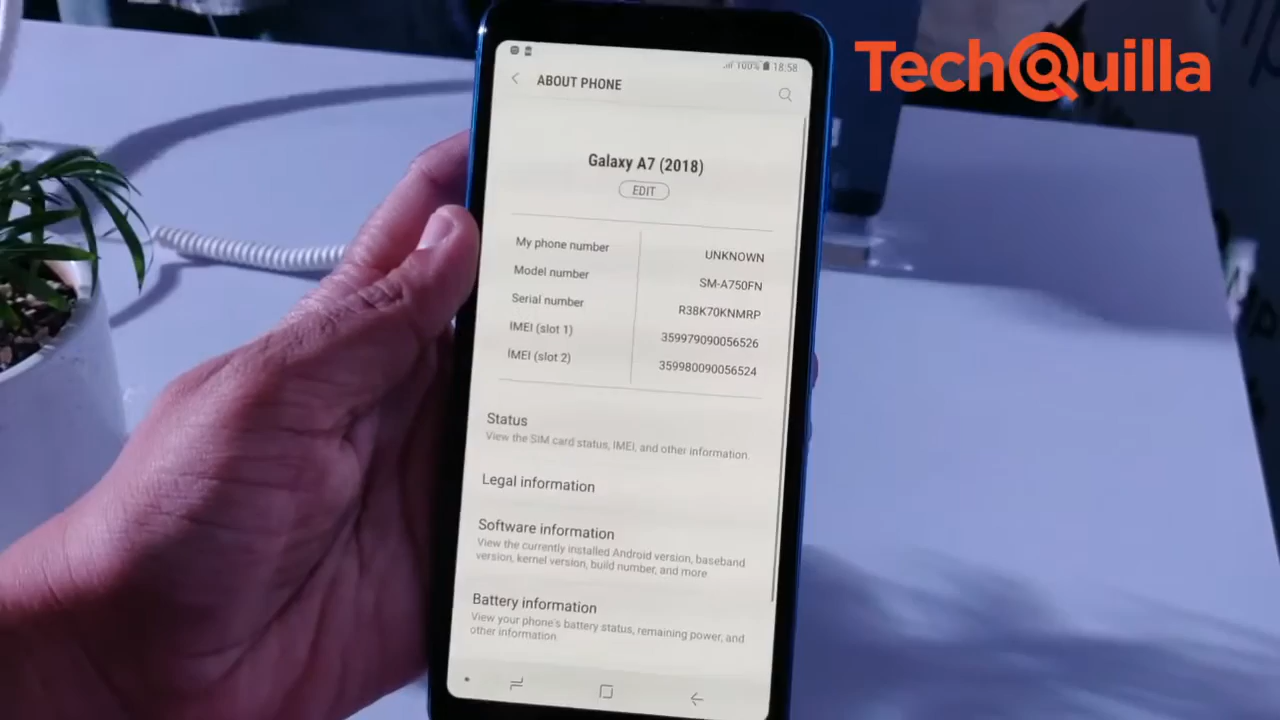 TechQuilla
100% 18:58
ABOUT PHONE
Galaxy A7 (2018)
EDIT
My phone number UNKNOWN
Model number SM-A750FN
Serial number R38K70KNMRP
IMEI (slot 1) 359979090056526
IMEI (slot 2) 359980090056524
Status
View the SIM card status, IMEI, and other information.
Legal information
Software information
View the currently installed Android version, baseband
version, kernel version, build number, and more
Battery information
View your phone's battery status, remaining power, and
other information